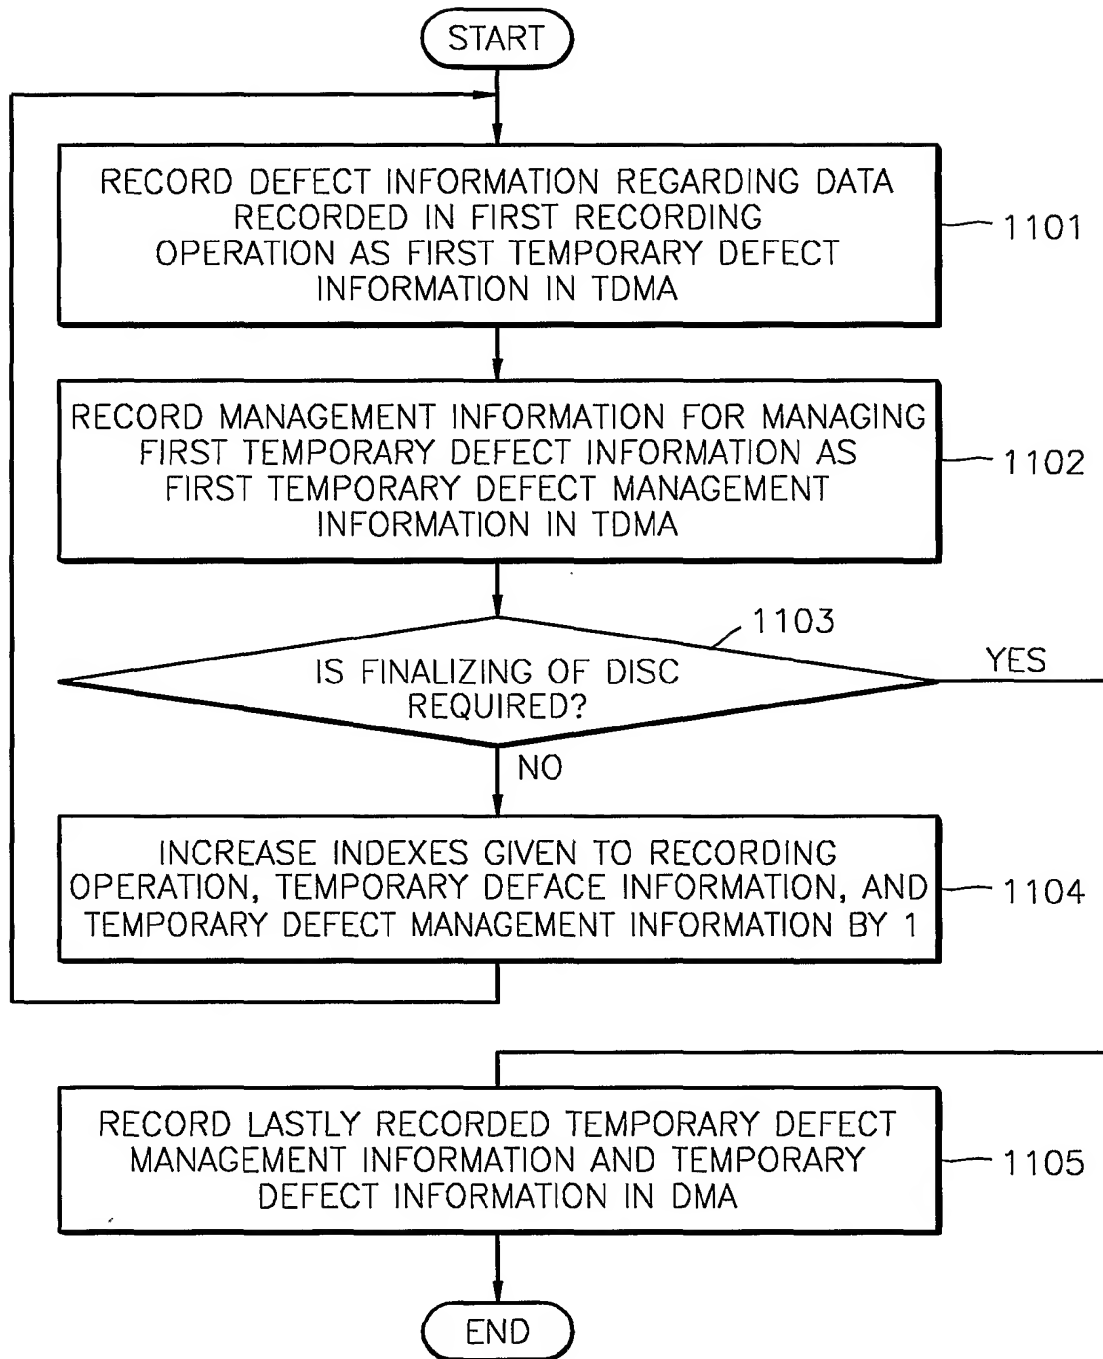 START
RECORD DEFECT INFORMATION REGARDING DATA
RECORDED IN FIRST RECORDING
OPERATION AS FIRST TEMPORARY DEFECT
INFORMATION IN TDMA
1101
RECORD MANAGEMENT INFORMATION FOR MANAGING
FIRST TEMPORARY DEFECT INFORMATION AS
FIRST TEMPORARY DEFECT MANAGEMENT
INFORMATION IN TDMA
1102
1103
IS FINALIZING OF DISC
REQUIRED?
YES
NO
INCREASE INDEXES GIVEN TO RECORDING
OPERATION, TEMPORARY DEFACE INFORMATION, AND
TEMPORARY DEFECT MANAGEMENT INFORMATION BY 1
1104
RECORD LASTLY RECORDED TEMPORARY DEFECT
MANAGEMENT INFORMATION AND TEMPORARY
DEFECT INFORMATION IN DMA
1105
END